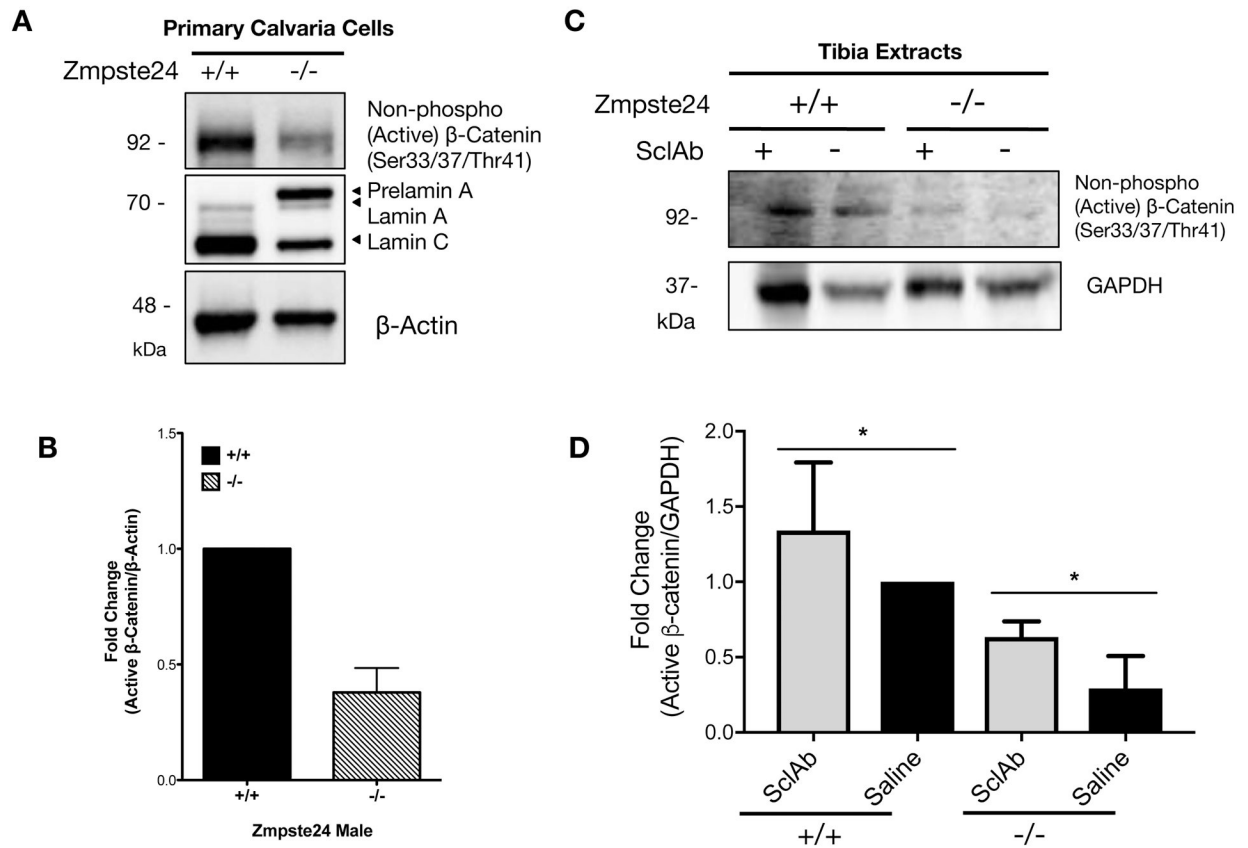 A
Primary Calvaria Cells
Zmpste24 +/+ -/-
Non-phospho
(Active) β-Catenin
(Ser33/37/Thr41)
92 -
Prelamin A
70 -
Lamin A
Lamin C
48 -
β-Actin
kDa
B
1.5
+/+
-/-
1.0
0.5
0.0
Fold Change
(Active β-Catenin/β-Actin)
+/+ -/-
Zmpste24 Male
C
Tibia Extracts
Zmpste24 +/+ -/-
SclAb + - + -
Non-phospho
(Active) β-Catenin
(Ser33/37/Thr41)
92-
37-
GAPDH
kDa
D
2.0
1.5
1.0
0.5
0.0
Fold Change
(Active β-catenin/GAPDH)
*
*
SclAb Saline SclAb Saline
+/+ -/-